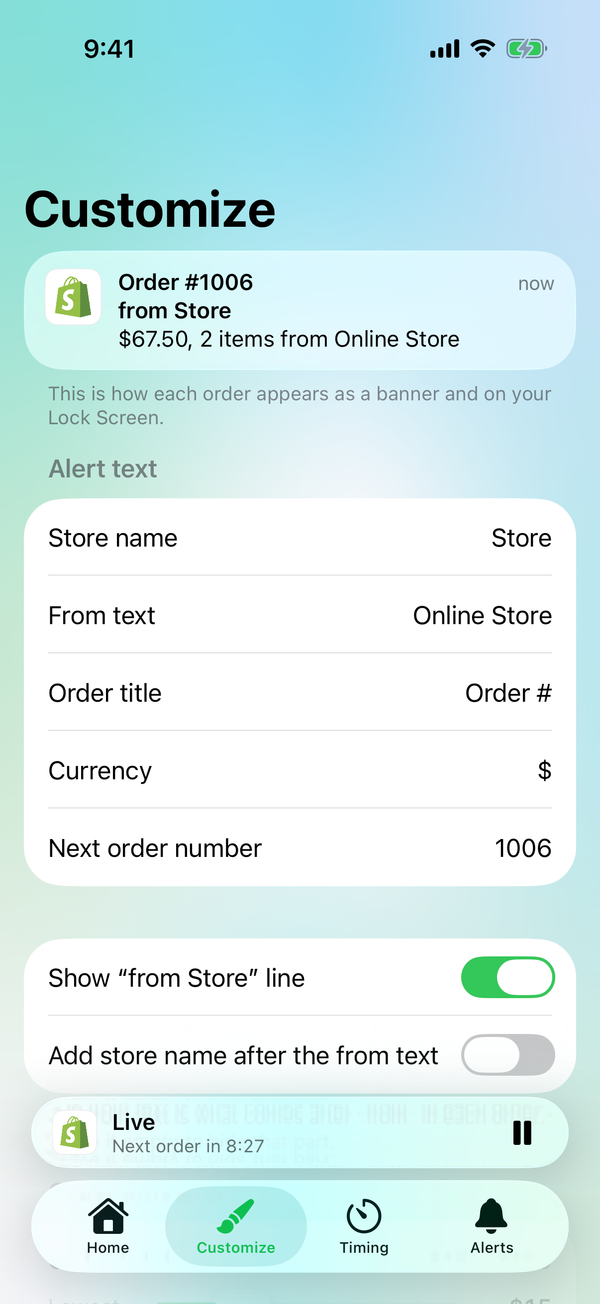 9:41
Customize
Order #1006
now
from Store
$67.50, 2 items from Online Store
This is how each order appears as a banner and on your
Lock Screen.
Alert text
Store name
Store
From text
Online Store
Order title
Order #
Currency
$
Next order number
1006
Show “from Store” line
Add store name after the from text
Live
Next order in 8:27
Home
Customize
Timing
Alerts
Lowest
$15